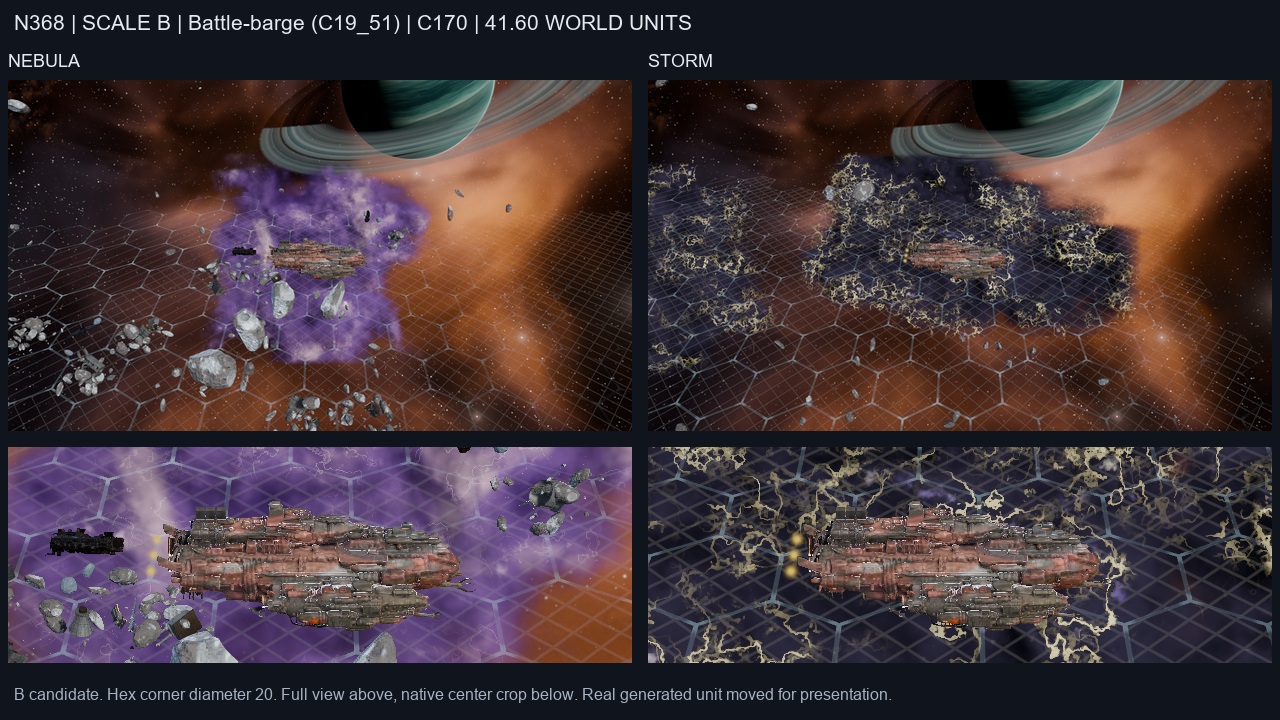 N368 | SCALE B | Battle-barge (C19_51) | C170 | 41.60 WORLD UNITS
NEBULA
STORM
B candidate. Hex corner diameter 20. Full view above, native center crop below. Real generated unit moved for presentation.